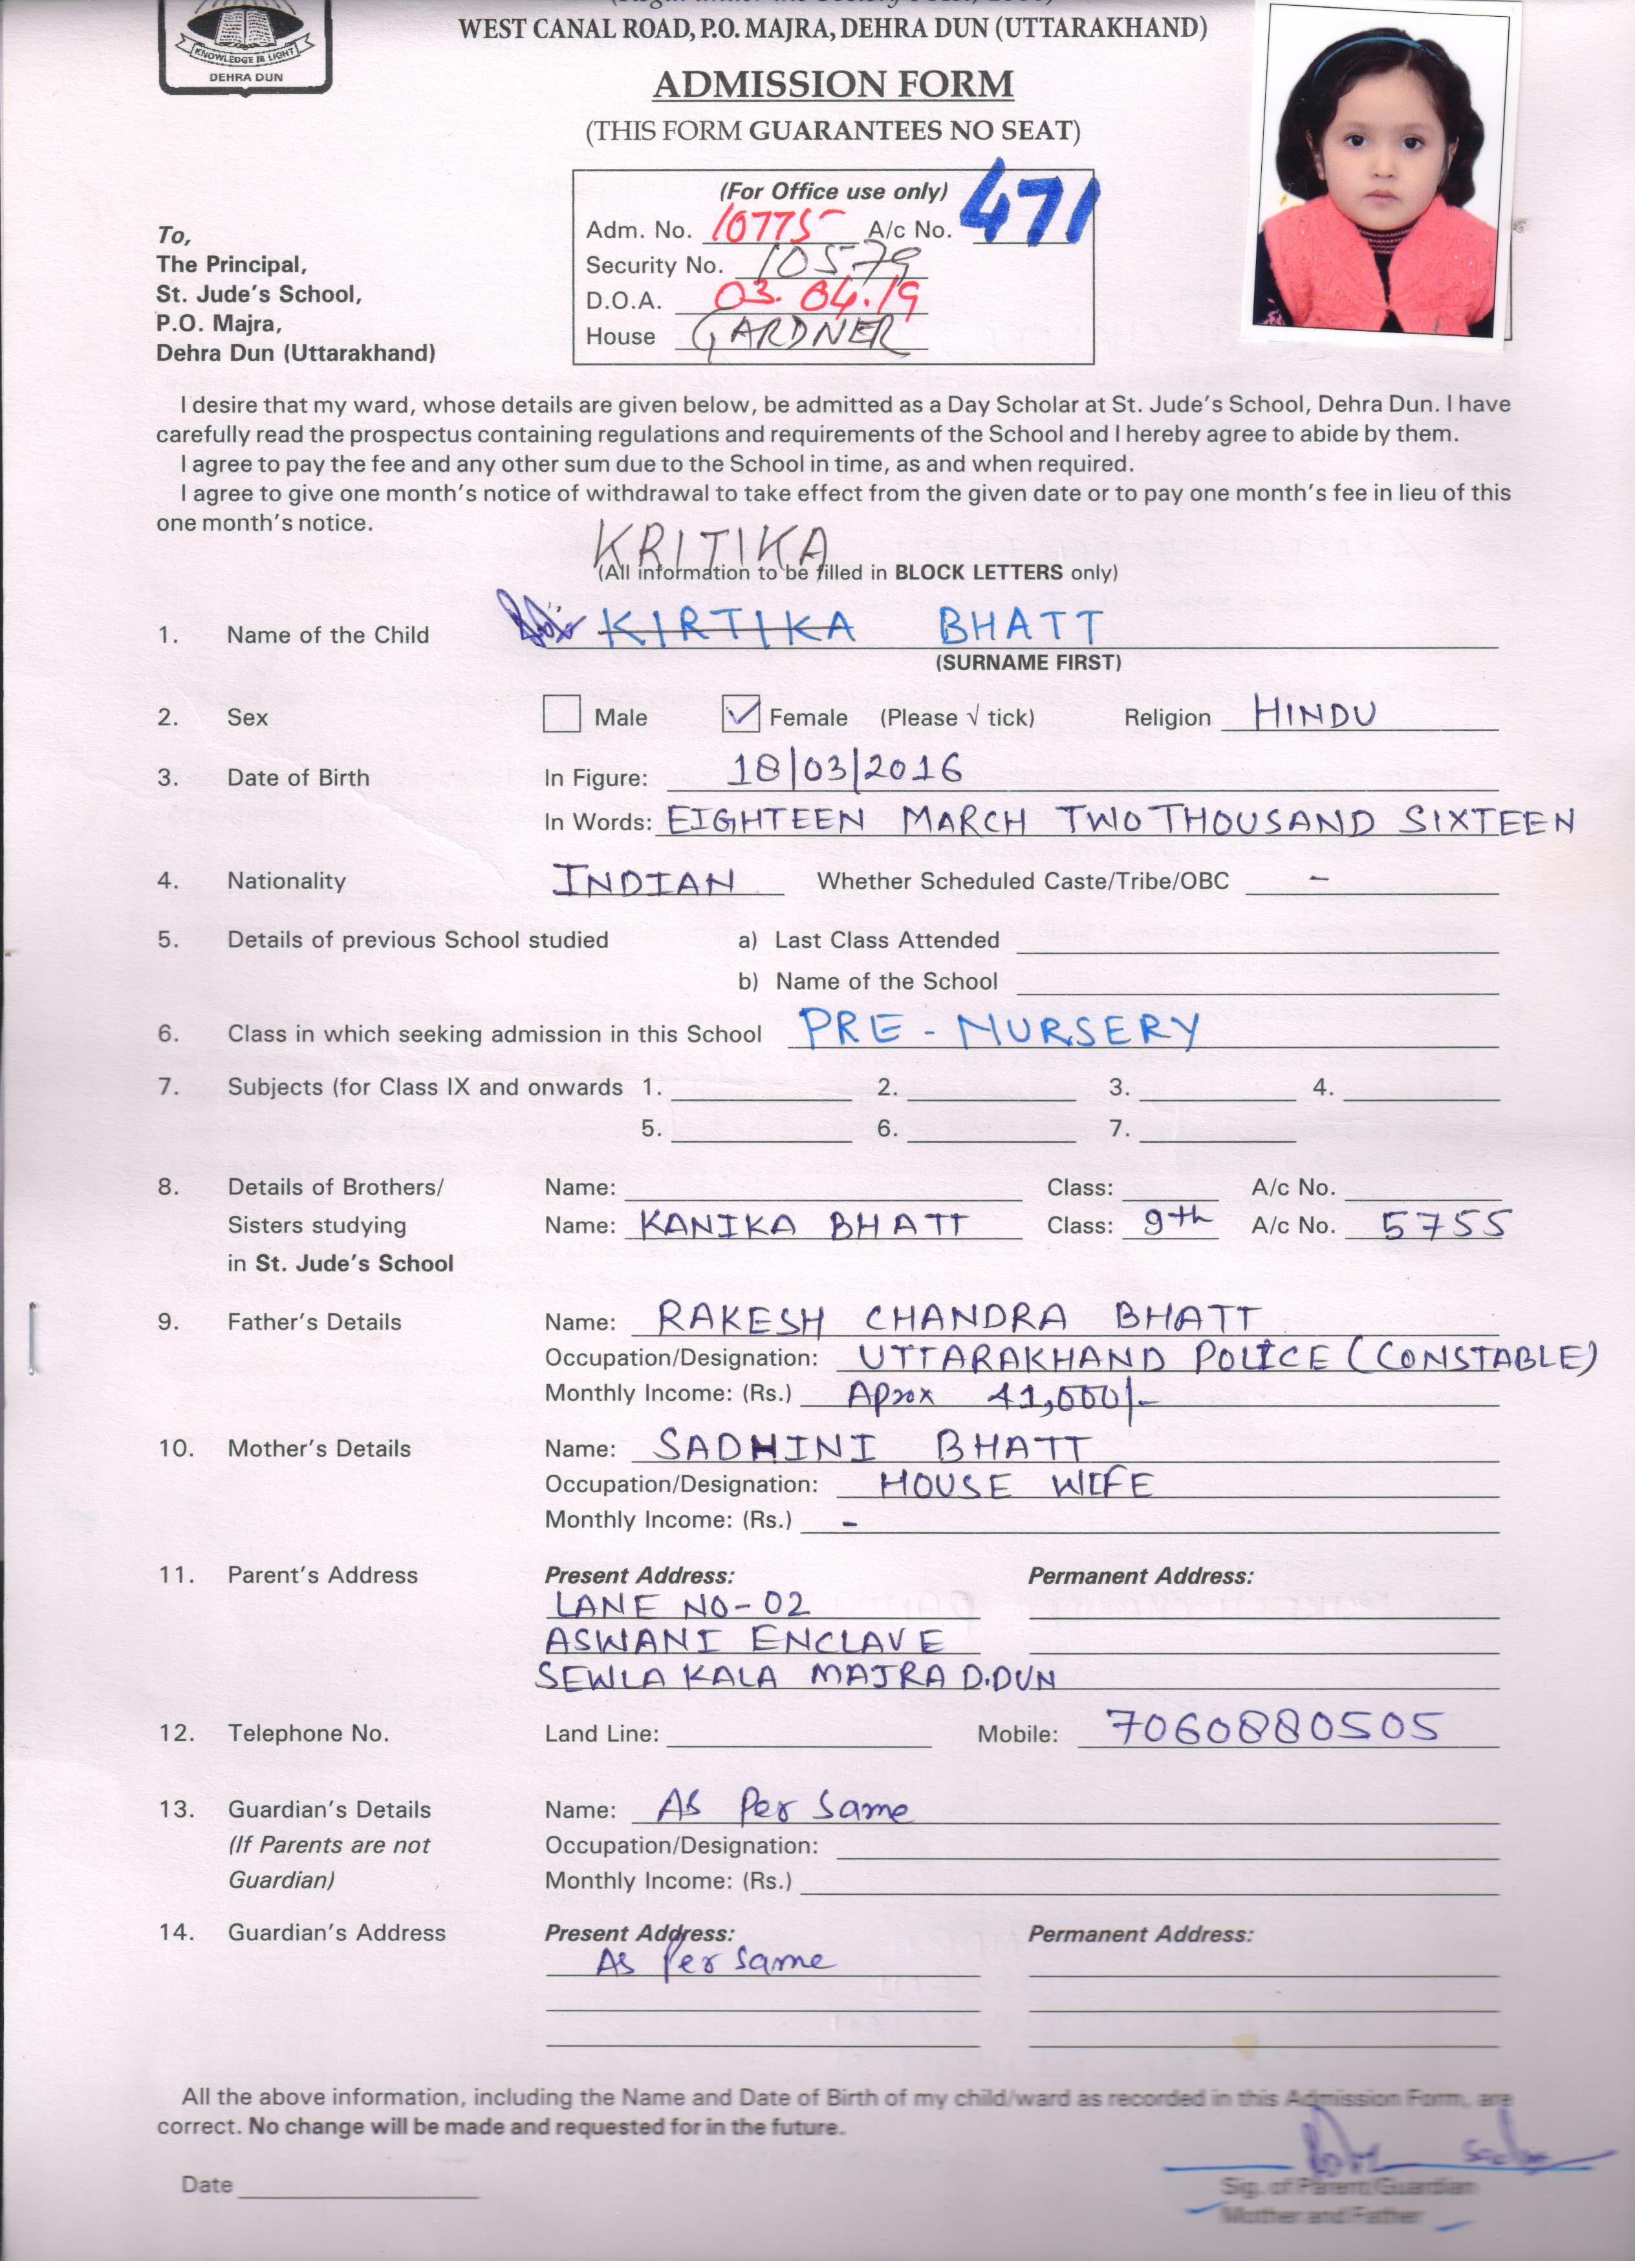 KNOWLEDGE IS LIGHT
DEHRA DUN
WEST CANAL ROAD, P.O. MAJRA, DEHRA DUN (UTTARAKHAND)
ADMISSION FORM
(THIS FORM GUARANTEES NO SEAT)
(For Office use only)
Adm. No. 10775 A/c No. 471
Security No. 10579
D.O.A. 03.04.19
House GARDNER
To,
The Principal,
St. Jude's School,
P.O. Majra,
Dehra Dun (Uttarakhand)
I desire that my ward, whose details are given below, be admitted as a Day Scholar at St. Jude's School, Dehra Dun. I have
carefully read the prospectus containing regulations and requirements of the School and I hereby agree to abide by them.
I agree to pay the fee and any other sum due to the School in time, as and when required.
I agree to give one month's notice of withdrawal to take effect from the given date or to pay one month's fee in lieu of this
one month's notice.
KRITIKA
(All information to be filled in BLOCK LETTERS only)
1. Name of the Child KIRTIKA BHATT
(SURNAME FIRST)
2. Sex Male Female (Please √ tick) Religion HINDU
3. Date of Birth In Figure: 18/03/2016
In Words: EIGHTEEN MARCH TWO THOUSAND SIXTEEN
4. Nationality INDIAN Whether Scheduled Caste/Tribe/OBC -
5. Details of previous School studied a) Last Class Attended
b) Name of the School
6. Class in which seeking admission in this School PRE - NURSERY
7. Subjects (for Class IX and onwards 1. 2. 3. 4.
5. 6. 7.
8. Details of Brothers/ Name: Class: A/c No.
Sisters studying Name: KANIKA BHATT Class: 9th A/c No. 5755
in St. Jude's School
9. Father's Details Name: RAKESH CHANDRA BHATT
Occupation/Designation: UTTARAKHAND POLICE (CONSTABLE)
Monthly Income: (Rs.) Aprox 41,000/-
10. Mother's Details Name: SADHINI BHATT
Occupation/Designation: HOUSE WIFE
Monthly Income: (Rs.) -
11. Parent's Address Present Address: Permanent Address:
LANE NO-02
ASWANI ENCLAVE
SEWLA KALA MAJRA D.DUN
12. Telephone No. Land Line: Mobile: 7060880505
13. Guardian's Details Name: As Per Same
(If Parents are not Occupation/Designation:
Guardian) Monthly Income: (Rs.)
14. Guardian's Address Present Address: Permanent Address:
As Per Same
All the above information, including the Name and Date of Birth of my child/ward as recorded in this Admission Form, are
correct. No change will be made and requested for in the future.
Date
Sig. of Parent/Guardian
Mother and Father